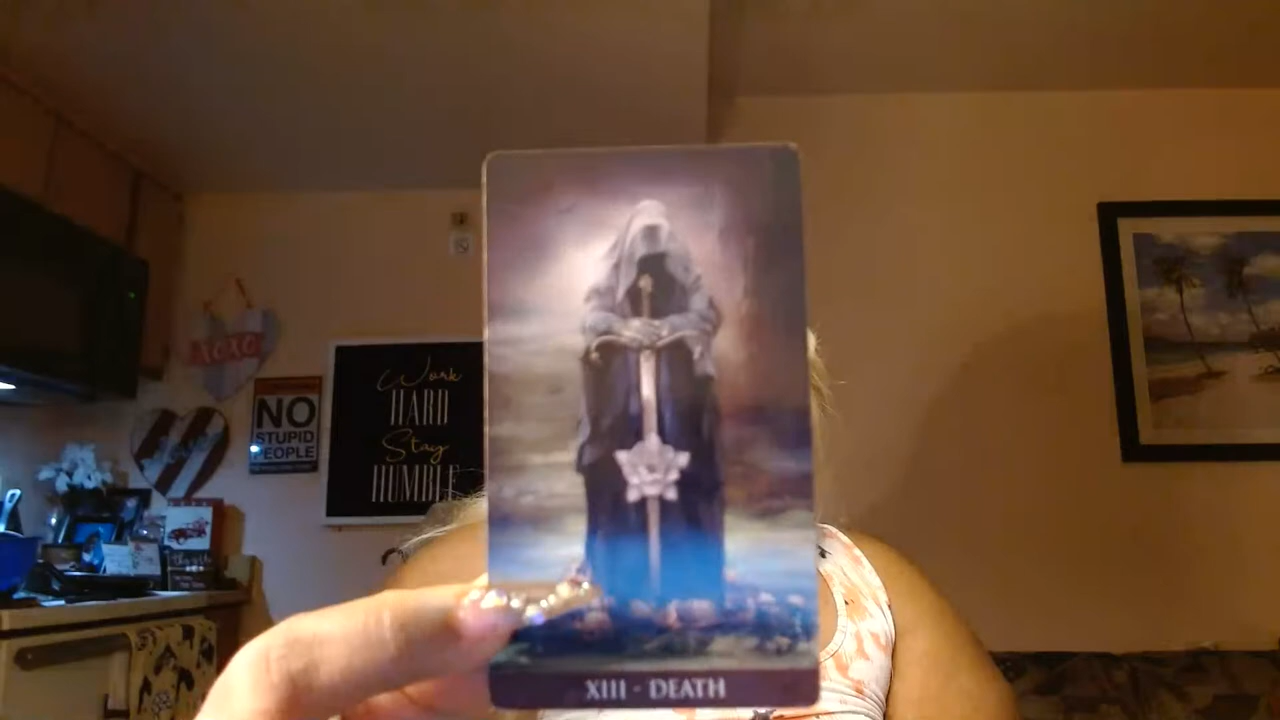 XOXO
NO
STUPID
PEOPLE
Work
HARD
Stay
HUMBLE
XIII - DEATH